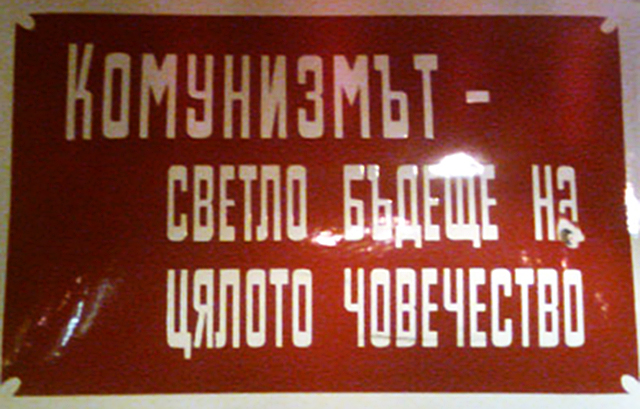 Комунизмът -
светло бъдеще на
цялото човечество